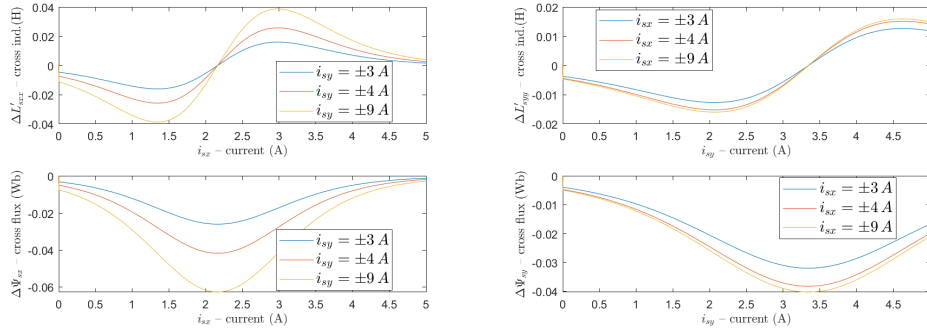 0.04
0.02
0
-0.02
-0.04
0 0.5 1 1.5 2 2.5 3 3.5 4 4.5 5
ΔL'sxx – cross ind.(H)
isx – current (A)
isy = ±3 A
isy = ±4 A
isy = ±9 A
0.02
0.01
0
-0.01
0.02
0 0.5 1 1.5 2 2.5 3 3.5 4 4.5
ΔL'syy – cross ind.(H)
isy – current (A)
isx = ±3 A
isx = ±4 A
isx = ±9 A
0
-0.02
-0.04
-0.06
0 0.5 1 1.5 2 2.5 3 3.5 4 4.5 5
ΔΨsx – cross flux (Wb)
isx – current (A)
isy = ±3 A
isy = ±4 A
isy = ±9 A
0
-0.01
-0.02
-0.03
-0.04
0 0.5 1 1.5 2 2.5 3 3.5 4 4.5
ΔΨsy – cross flux (Wb)
isy – current (A)
isx = ±3 A
isx = ±4 A
isx = ±9 A